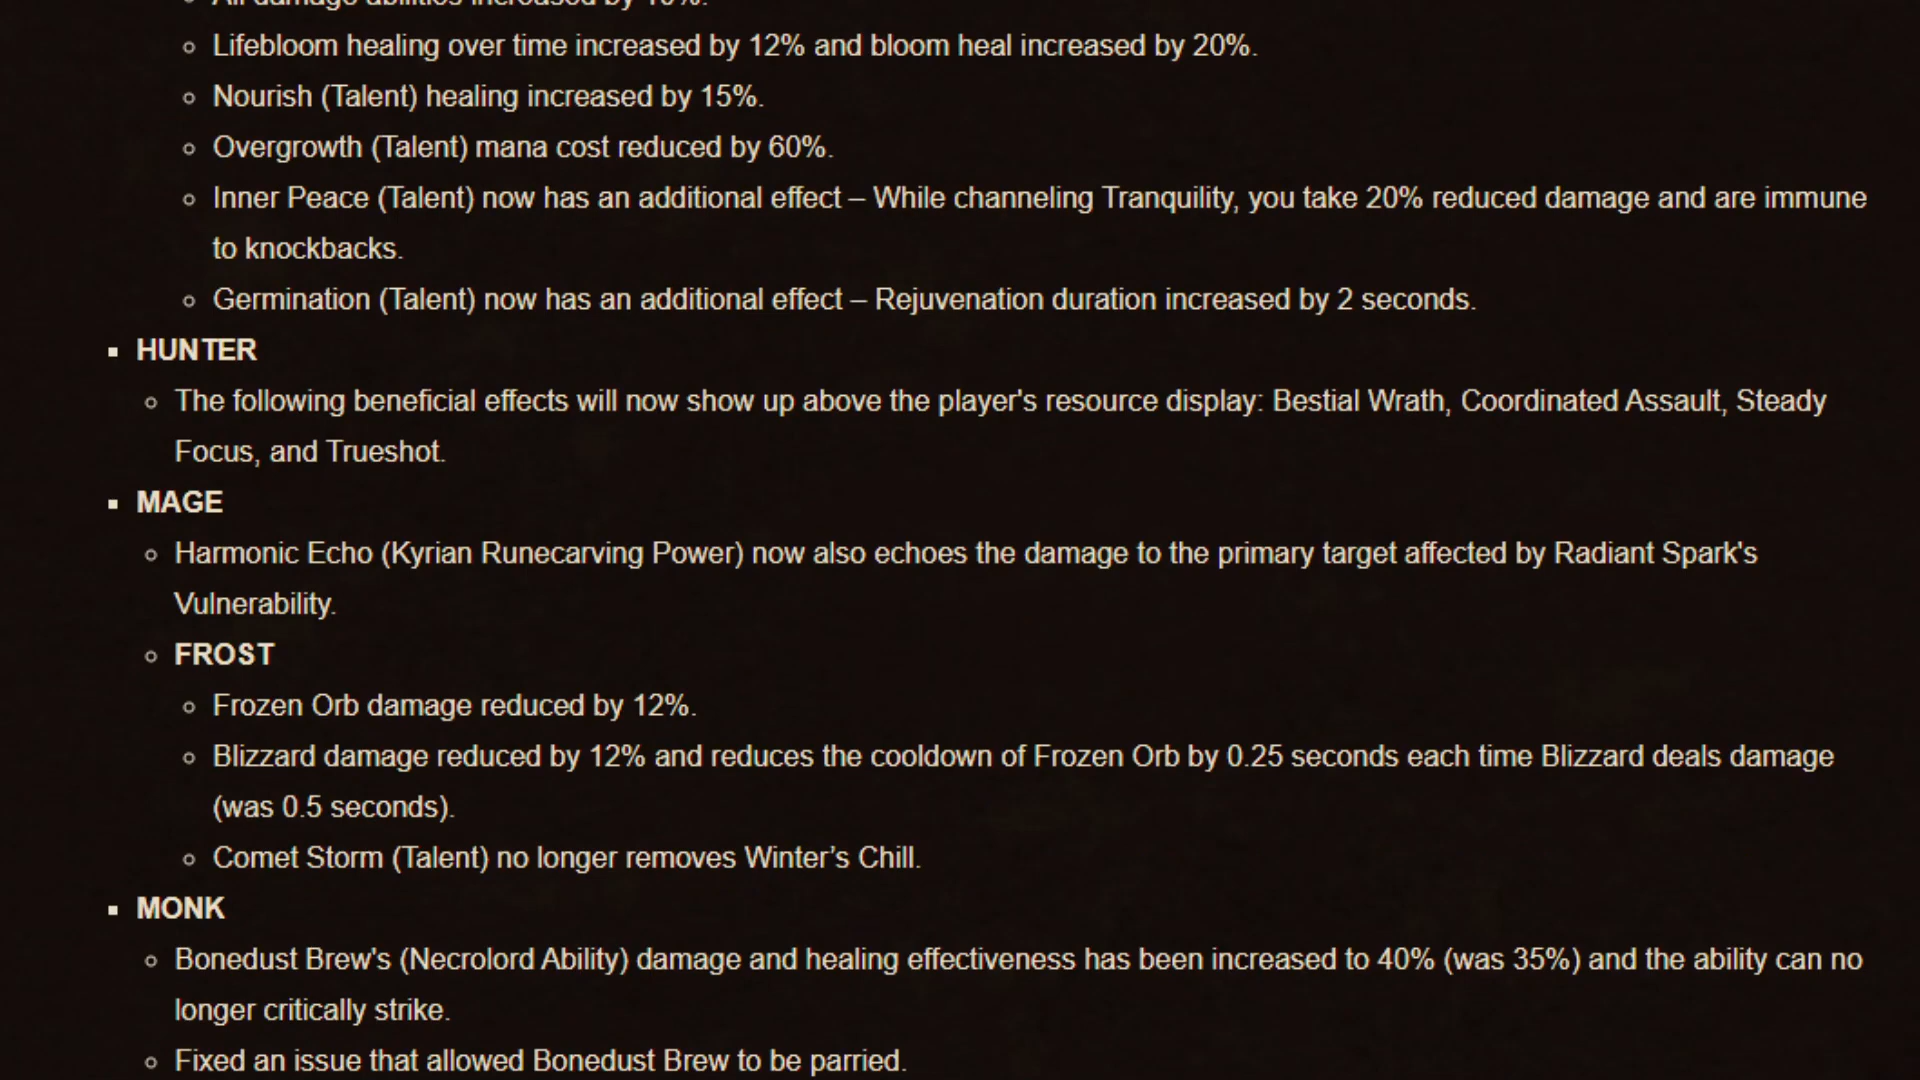 All damage abilities increased by 10%.
Lifebloom healing over time increased by 12% and bloom heal increased by 20%.
Nourish (Talent) healing increased by 15%.
Overgrowth (Talent) mana cost reduced by 60%.
Inner Peace (Talent) now has an additional effect – While channeling Tranquility, you take 20% reduced damage and are immune
to knockbacks.
Germination (Talent) now has an additional effect – Rejuvenation duration increased by 2 seconds.
HUNTER
The following beneficial effects will now show up above the player's resource display: Bestial Wrath, Coordinated Assault, Steady
Focus, and Trueshot.
MAGE
Harmonic Echo (Kyrian Runecarving Power) now also echoes the damage to the primary target affected by Radiant Spark's
Vulnerability.
FROST
Frozen Orb damage reduced by 12%.
Blizzard damage reduced by 12% and reduces the cooldown of Frozen Orb by 0.25 seconds each time Blizzard deals damage
(was 0.5 seconds).
Comet Storm (Talent) no longer removes Winter’s Chill.
MONK
Bonedust Brew's (Necrolord Ability) damage and healing effectiveness has been increased to 40% (was 35%) and the ability can no
longer critically strike.
Fixed an issue that allowed Bonedust Brew to be parried.